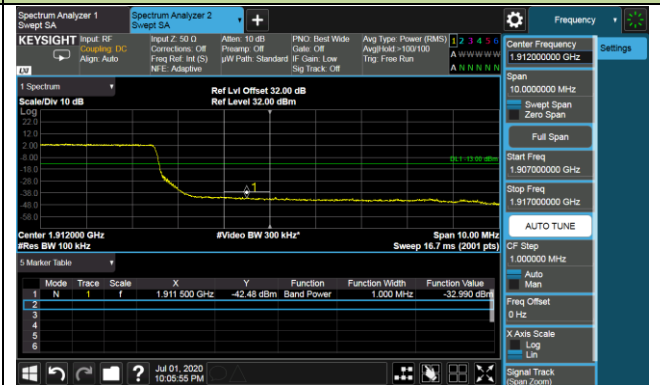 Spectrum Analyzer 1
Swept SA
Spectrum Analyzer 2
Swept SA
+
Frequency
KEYSIGHT
Input: RF
Coupling: DC
Align: Auto
Input Z: 50 Ω
Corrections: Off
Freq Ref: Int (S)
NFE: Adaptive
Atten: 10 dB
Preamp: Off
µW Path: Standard
PNO: Best Wide
Gate: Off
IF Gain: Low
Sig Track: Off
Avg Type: Power (RMS)
Avg|Hold:>100/100
Trig: Free Run
1 2 3 4 5 6
A W W W W W
A N N N N N
LXI
1 Spectrum
Scale/Div 10 dB
Ref Lvl Offset 32.00 dB
Ref Level 32.00 dBm
Log
22.0
12.0
2.00
-8.00
-18.0
-28.0
-38.0
-48.0
-58.0
DL1 -13.00 dBm
1
Center 1.912000 GHz
#Res BW 100 kHz
#Video BW 300 kHz*
Span 10.00 MHz
Sweep 16.7 ms (2001 pts)
5 Marker Table
Mode Trace Scale X Y Function Function Width Function Value
1 N 1 f 1.911 500 GHz -42.48 dBm Band Power 1.000 MHz -32.990 dBm
2
3
4
5
6
Jul 01, 2020
10:05:55 PM
Center Frequency
1.912000000 GHz
Settings
Span
10.0000000 MHz
Swept Span
Zero Span
Full Span
Start Freq
1.907000000 GHz
Stop Freq
1.917000000 GHz
AUTO TUNE
CF Step
1.000000 MHz
Auto
Man
Freq Offset
0 Hz
X Axis Scale
Log
Lin
Signal Track
(Span Zoom)